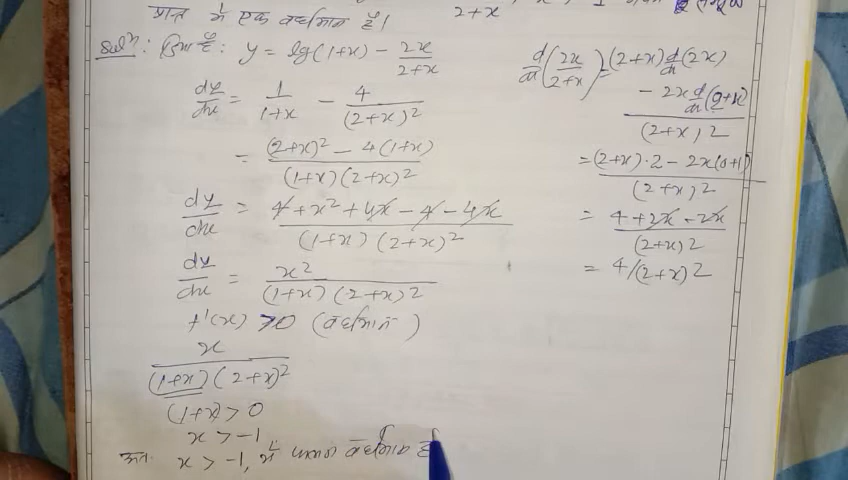 प्रान्त में एक वर्धमान है।
2+x
Solⁿ: दिया है: y = log(1+x) - 2x/(2+x)
dy/dx = 1/(1+x) - 4/(2+x)²
= ((2+x)² - 4(1+x))/((1+x)(2+x)²)
dy/dx = (4+x²+4x-4-4x)/((1+x)(2+x)²)
dy/dx = x²/((1+x)(2+x)²)
f'(x) >0 (वर्धमान)
x/((1+x)(2+x)²)
(1+x) > 0
x > -1
अतः x > -1, में फलन वर्धमान है
d/dx(2x/(2+x)) = ((2+x) d/dx(2x)
- 2x d/dx(2+x))/(2+x)2
= ((2+x)·2 - 2x(0+1))/(2+x)2
= (4+2x-2x)/(2+x)2
= 4/(2+x)2